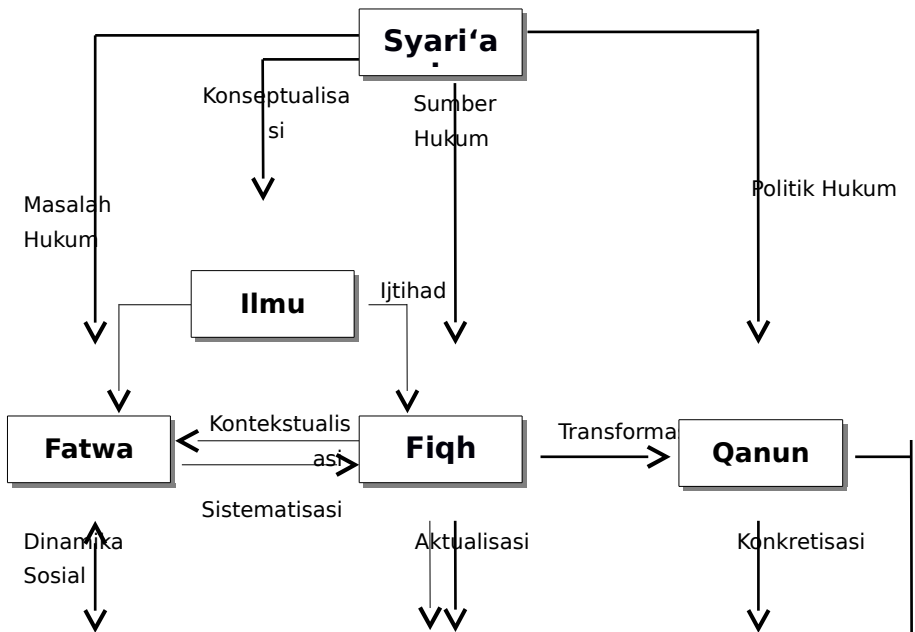 Syari‘a
Konseptualisa
si
Sumber
Hukum
Politik Hukum
Masalah
Hukum
Ilmu
Ijtihad
Fatwa
Kontekstualis
asi
Sistematisasi
Fiqh
Transforma
Qanun
Dinamika
Sosial
Aktualisasi
Konkretisasi